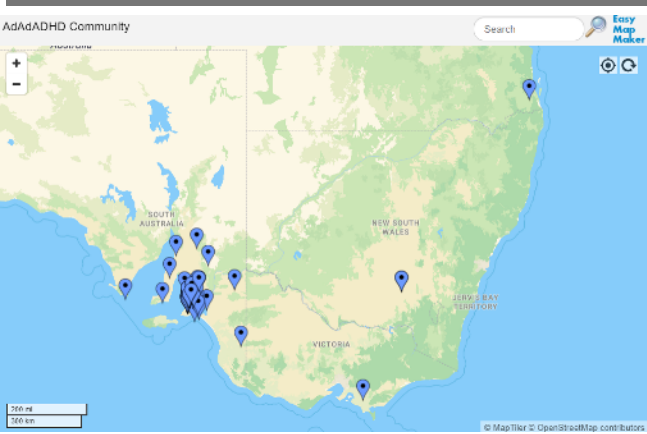 AdAdADHD Community
Search
Easy
Map
Maker
Australia
+
−
SOUTH
AUSTRALIA
NEW SOUTH
WALES
JERVIS BAY
TERRITORY
VICTORIA
200 mi
300 km
© MapTiler © OpenStreetMap contributors